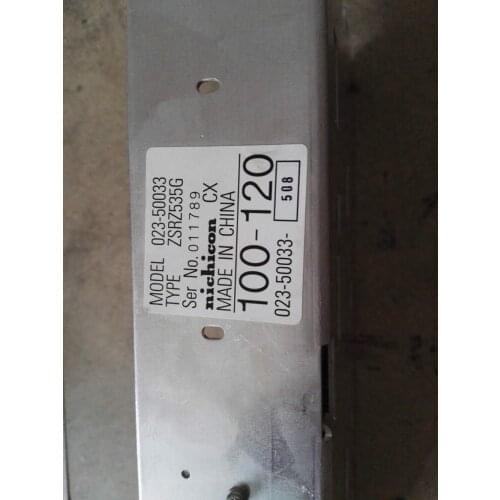 MODEL 023-50033
TYPE ZSRZ535G
Ser No. 011789
nichicon CX
MADE IN CHINA
100-120
023-50033- 508